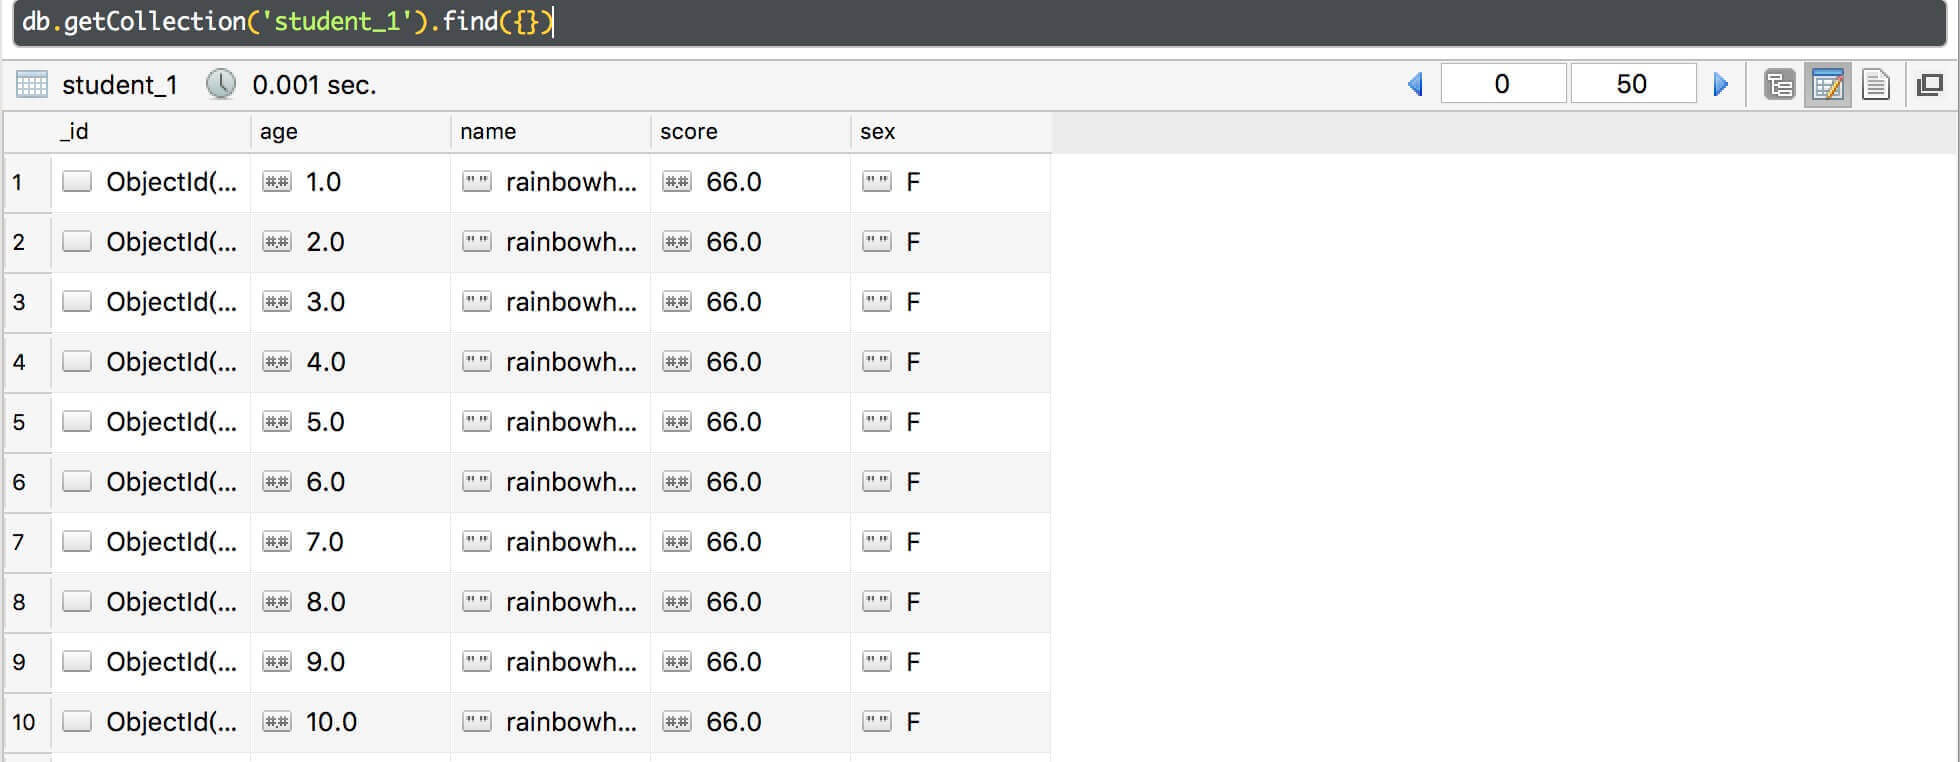 db.getCollection('student_1').find({})
student_1 0.001 sec. 0 50
_id age name score sex
1 ObjectId(... #.# 1.0 "" rainbowh... #.# 66.0 "" F
2 ObjectId(... #.# 2.0 "" rainbowh... #.# 66.0 "" F
3 ObjectId(... #.# 3.0 "" rainbowh... #.# 66.0 "" F
4 ObjectId(... #.# 4.0 "" rainbowh... #.# 66.0 "" F
5 ObjectId(... #.# 5.0 "" rainbowh... #.# 66.0 "" F
6 ObjectId(... #.# 6.0 "" rainbowh... #.# 66.0 "" F
7 ObjectId(... #.# 7.0 "" rainbowh... #.# 66.0 "" F
8 ObjectId(... #.# 8.0 "" rainbowh... #.# 66.0 "" F
9 ObjectId(... #.# 9.0 "" rainbowh... #.# 66.0 "" F
10 ObjectId(... #.# 10.0 "" rainbowh... #.# 66.0 "" F